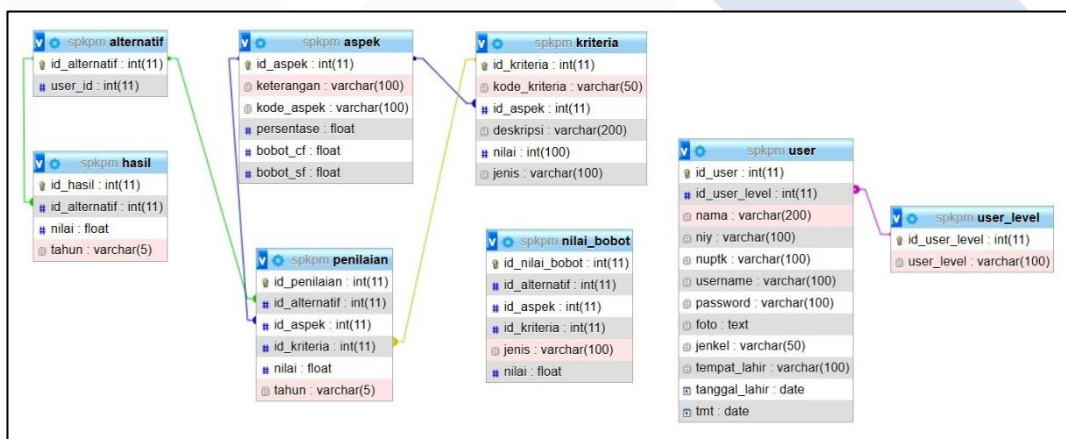 spkpm alternatif
id_alternatif : int(11)
user_id : int(11)
spkpm hasil
id_hasil : int(11)
id_alternatif : int(11)
nilai : float
tahun : varchar(5)
spkpm aspek
id_aspek : int(11)
keterangan : varchar(100)
kode_aspek : varchar(100)
persentase : float
bobot_cf : float
bobot_sf : float
spkpm penilaian
id_penilaian : int(11)
id_alternatif : int(11)
id_aspek : int(11)
id_kriteria : int(11)
nilai : float
tahun : varchar(5)
spkpm kriteria
id_kriteria : int(11)
kode_kriteria : varchar(50)
id_aspek : int(11)
deskripsi : varchar(200)
nilai : int(100)
jenis : varchar(100)
spkpm nilai_bobot
id_nilai_bobot : int(11)
id_alternatif : int(11)
id_aspek : int(11)
id_kriteria : int(11)
jenis : varchar(100)
nilai : float
spkpm user
id_user : int(11)
id_user_level : int(11)
nama : varchar(200)
niy : varchar(100)
nuptk : varchar(100)
username : varchar(100)
password : varchar(100)
foto : text
jenkel : varchar(50)
tempat_lahir : varchar(100)
tanggal_lahir : date
tmt : date
spkpm user_level
id_user_level : int(11)
user_level : varchar(100)